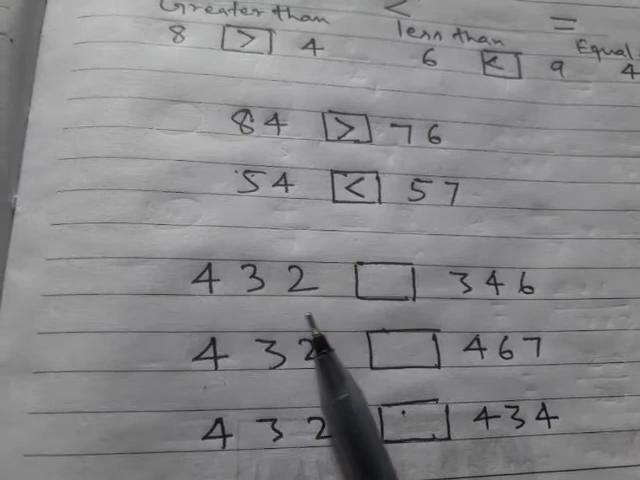 Greater than < =
8 > 4 less than Equal
6 < 9 4
84 > 76
54 < 57
432 346
432 467
432 434